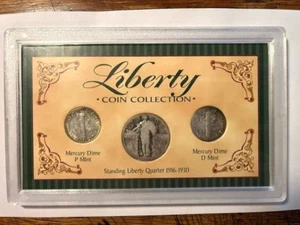 Liberty
• COIN COLLECTION •
Mercury Dime
P Mint
Mercury Dime
D Mint
Standing Liberty Quarter 1916-1930